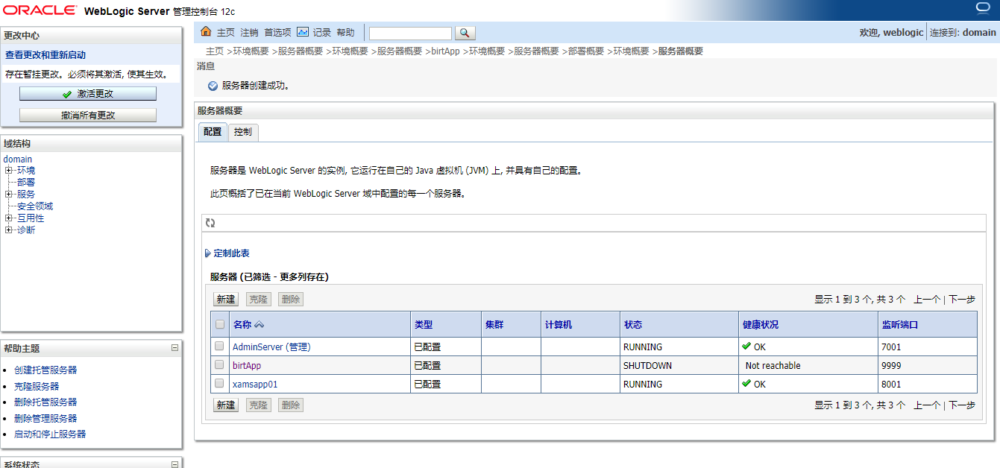 ORACLE WebLogic Server 管理控制台 12c
更改中心
查看更改和重新启动
存在暂挂更改。必须将其激活, 使其生效。
激活更改
撤消所有更改
域结构
domain
环境
部署
服务
安全领域
互用性
诊断
帮助主题
创建托管服务器
克隆服务器
删除托管服务器
删除管理服务器
启动和停止服务器
系统状态
主页 注销 首选项 记录 帮助
欢迎, weblogic 连接到: domain
主页 >环境概要 >服务器概要 >环境概要 >服务器概要 >birtApp >环境概要 >服务器概要 >部署概要 >环境概要 >服务器概要
消息
服务器创建成功。
服务器概要
配置 控制
服务器是 WebLogic Server 的实例, 它运行在自己的 Java 虚拟机 (JVM) 上, 并具有自己的配置。
此页概括了已在当前 WebLogic Server 域中配置的每一个服务器。
定制此表
服务器 (已筛选 - 更多列存在)
新建 克隆 删除 显示 1 到 3 个, 共 3 个 上一个 | 下一步
名称 类型 集群 计算机 状态 健康状况 监听端口
AdminServer (管理) 已配置 RUNNING OK 7001
birtApp 已配置 SHUTDOWN Not reachable 9999
xamsapp01 已配置 RUNNING OK 8001
新建 克隆 删除 显示 1 到 3 个, 共 3 个 上一个 | 下一步